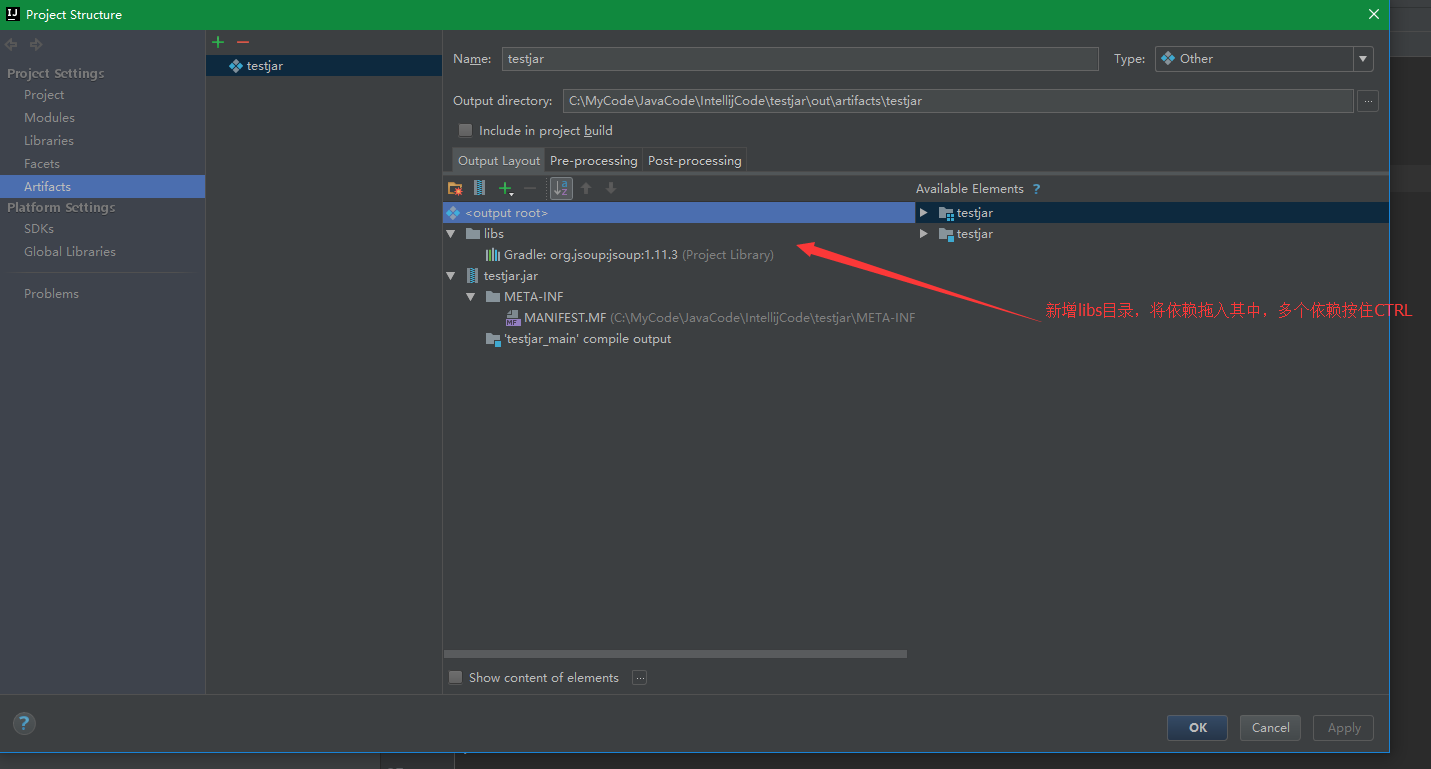 Project Structure
Project Settings
Project
Modules
Libraries
Facets
Artifacts
Platform Settings
SDKs
Global Libraries
Problems
testjar
Name: testjar
Type: Other
Output directory: C:\MyCode\JavaCode\IntellijCode\testjar\out\artifacts\testjar
Include in project build
Output Layout Pre-processing Post-processing
Available Elements ?
<output root>
libs
Gradle: org.jsoup:jsoup:1.11.3 (Project Library)
testjar.jar
META-INF
MANIFEST.MF (C:\MyCode\JavaCode\IntellijCode\testjar\META-INF
'testjar_main' compile output
testjar
testjar
新增libs目录，将依赖拖入其中，多个依赖按住CTRL
Show content of elements ...
?
OK Cancel Apply